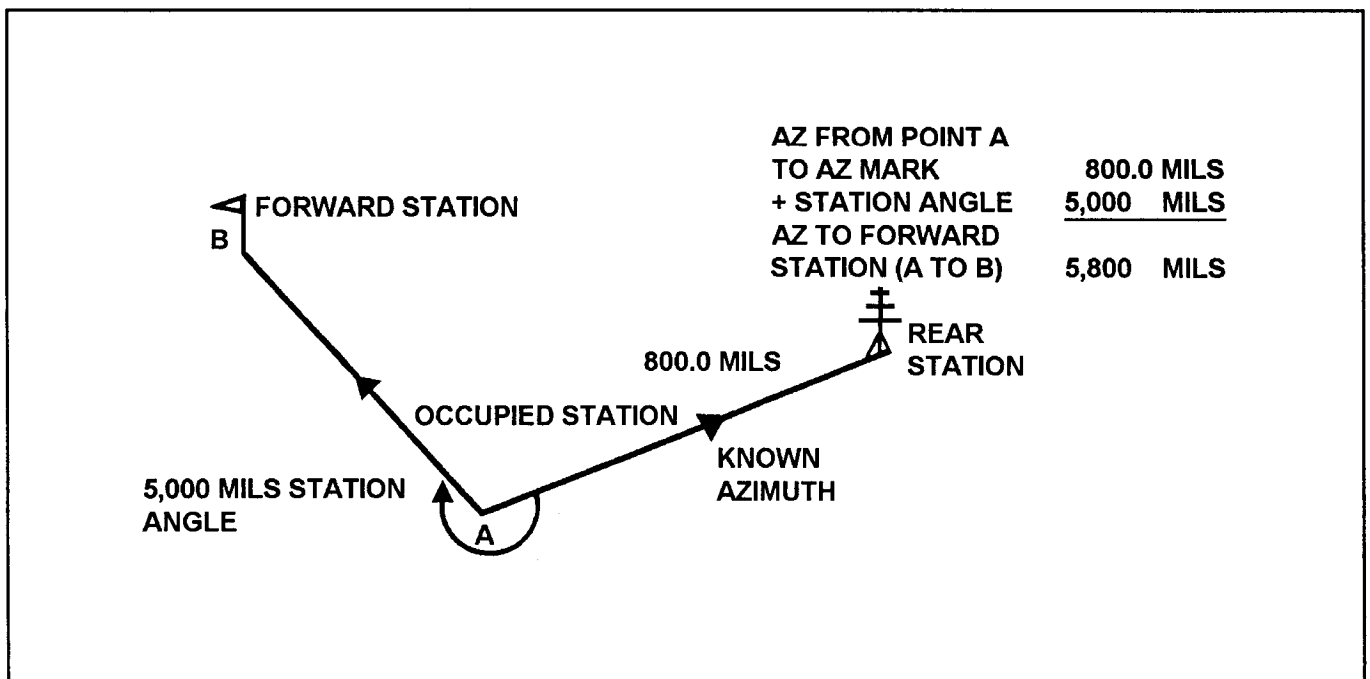 AZ FROM POINT A
TO AZ MARK 800.0 MILS
+ STATION ANGLE 5,000 MILS
AZ TO FORWARD
STATION (A TO B) 5,800 MILS
FORWARD STATION
B
REAR
STATION
800.0 MILS
OCCUPIED STATION
KNOWN
AZIMUTH
5,000 MILS STATION
ANGLE
A